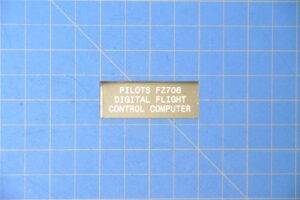 PILOTS FZ706
DIGITAL FLIGHT
CONTROL COMPUTER